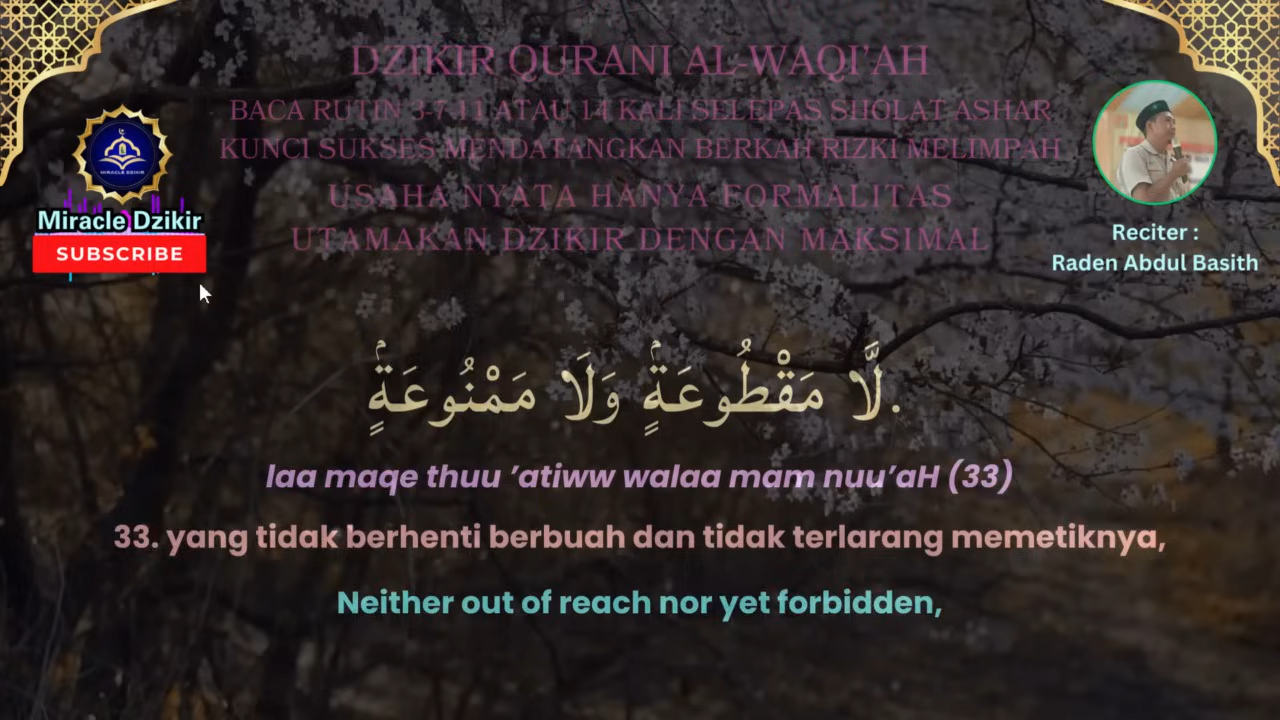 DZIKIR QURANI AL-WAQI'AH
BACA RUTIN 3-7-11 ATAU 14 KALI SELEPAS SHOLAT ASHAR
KUNCI SUKSES MENDATANGKAN BERKAH RIZKI MELIMPAH
USAHA NYATA HANYA FORMALITAS
UTAMAKAN DZIKIR DENGAN MAKSIMAL
MIRACLE DZIKIR
Miracle Dzikir
SUBSCRIBE
Reciter :
Raden Abdul Basith
لَّا مَقْطُوعَةٍۢ وَلَا مَمْنُوعَةٍۢ.
laa maqe thuu ’atiww walaa mam nuu’aH (33)
33. yang tidak berhenti berbuah dan tidak terlarang memetiknya,
Neither out of reach nor yet forbidden,